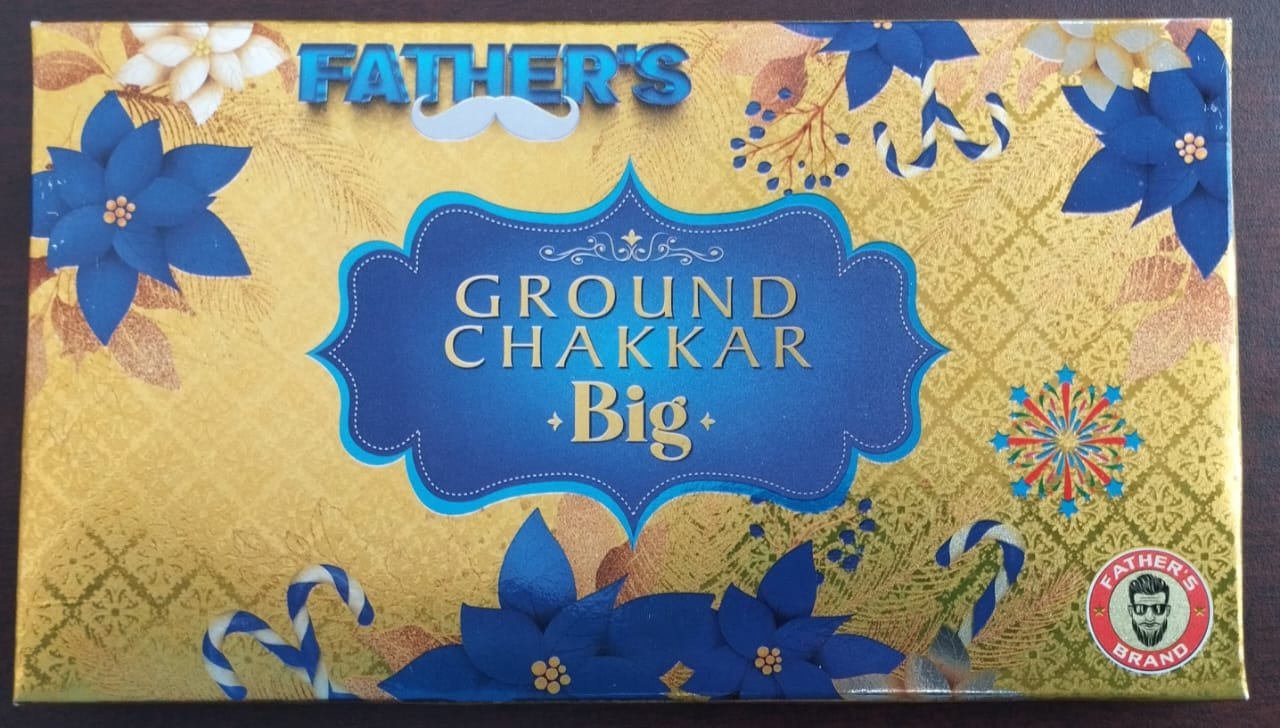 FATHER'S
GROUND
CHAKKAR
Big
FATHER'S
BRAND